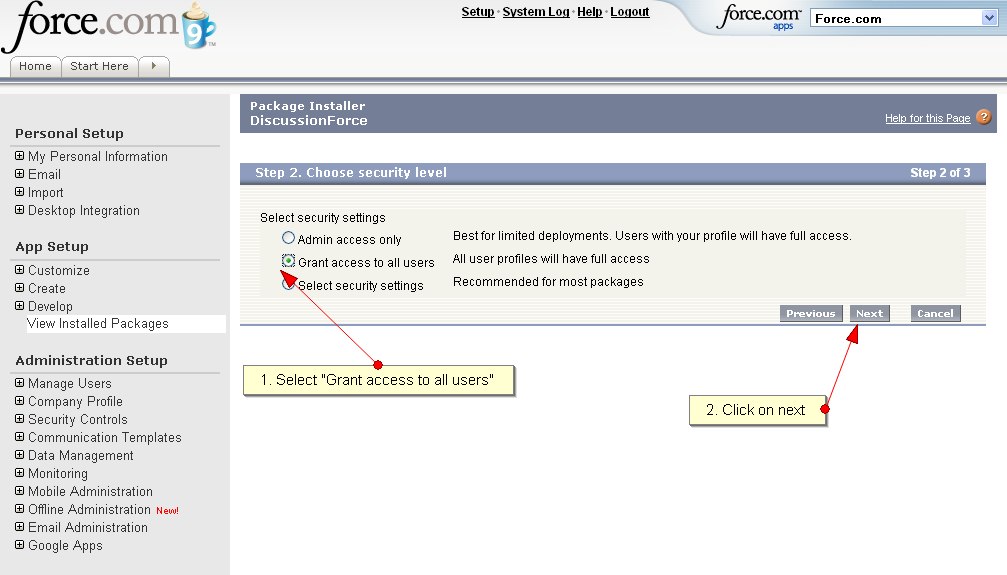 force.com
9
™
Setup · System Log · Help · Logout
force.com™
apps
Force.com
Home
Start Here
Personal Setup
My Personal Information
Email
Import
Desktop Integration
App Setup
Customize
Create
Develop
View Installed Packages
Administration Setup
Manage Users
Company Profile
Security Controls
Communication Templates
Data Management
Monitoring
Mobile Administration
Offline Administration New!
Email Administration
Google Apps
Package Installer
DiscussionForce
Help for this Page ?
Step 2. Choose security level Step 2 of 3
Select security settings
Admin access only Best for limited deployments. Users with your profile will have full access.
Grant access to all users All user profiles will have full access
Select security settings Recommended for most packages
Previous Next Cancel
1. Select "Grant access to all users"
2. Click on next